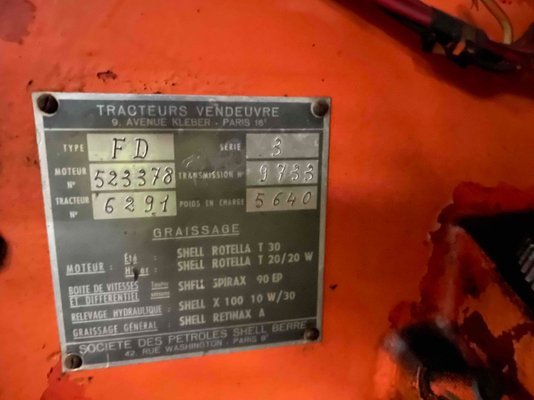 TRACTEURS VENDEUVRE
9, AVENUE KLEBER - PARIS 16e
TYPE FD SÉRIE 3
MOTEUR N° 523378 TRANSMISSION N° 9733
TRACTEUR N° 6291 POIDS EN CHARGE 5640
GRAISSAGE
MOTEUR : Été : SHELL ROTELLA T 30
Hiver : SHELL ROTELLA T 20/20 W
BOITE DE VITESSES ET DIFFERENTIEL SHELL SPIRAX 90 EP
RELEVAGE HYDRAULIQUE : SHELL X 100 10 W/30
GRAISSAGE GÉNÉRAL : SHELL RETINAX A
SOCIETE DES PETROLES SHELL BERRE
42, RUE WASHINGTON - PARIS 8e